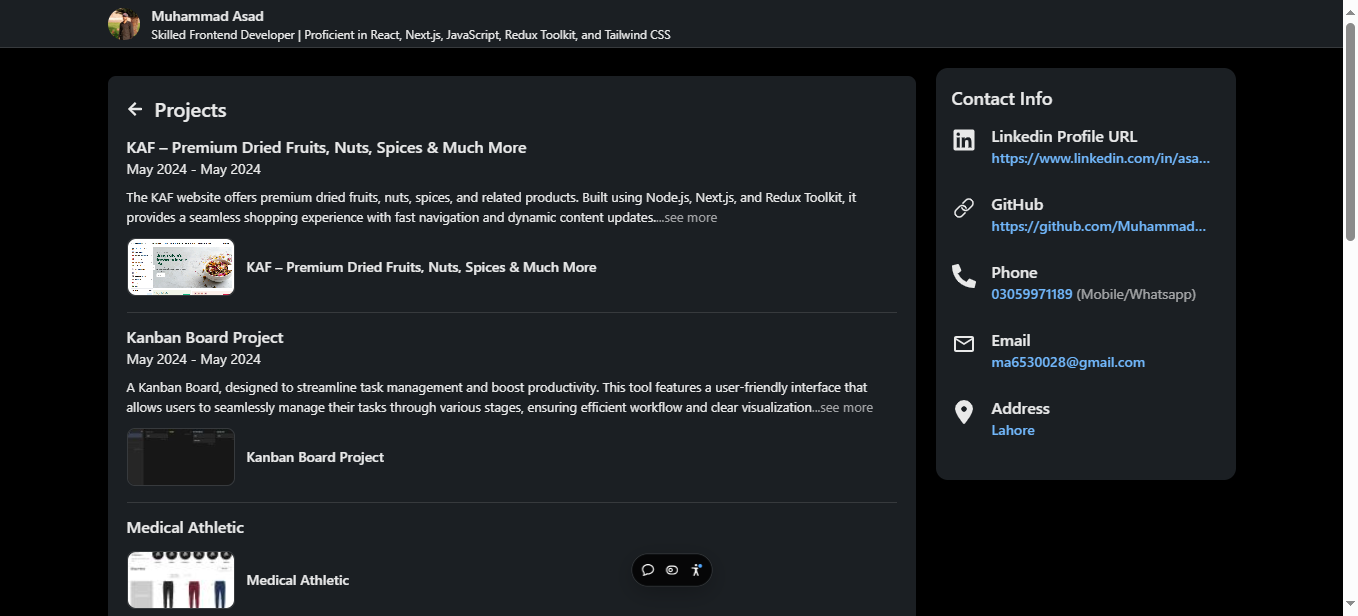 Muhammad Asad
Skilled Frontend Developer | Proficient in React, Next.js, JavaScript, Redux Toolkit, and Tailwind CSS
Projects
KAF – Premium Dried Fruits, Nuts, Spices & Much More
May 2024 - May 2024
The KAF website offers premium dried fruits, nuts, spices, and related products. Built using Node.js, Next.js, and Redux Toolkit, it
provides a seamless shopping experience with fast navigation and dynamic content updates....see more
KAF – Premium Dried Fruits, Nuts, Spices & Much More
Kanban Board Project
May 2024 - May 2024
A Kanban Board, designed to streamline task management and boost productivity. This tool features a user-friendly interface that
allows users to seamlessly manage their tasks through various stages, ensuring efficient workflow and clear visualization...see more
Kanban Board Project
Medical Athletic
Medical Athletic
Contact Info
Linkedin Profile URL
https://www.linkedin.com/in/asa...
GitHub
https://github.com/Muhammad...
Phone
03059971189 (Mobile/Whatsapp)
Email
ma6530028@gmail.com
Address
Lahore